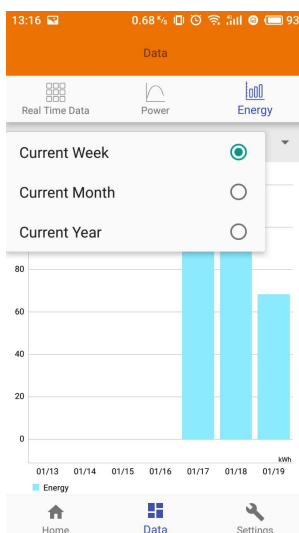 13:16 0.68 K/s 93
Data
Real Time Data Power Energy
Current Week
Current Month
Current Year
80
60
40
20
0
kWh
01/13 01/14 01/15 01/16 01/17 01/18 01/19
Energy
Home Data Settings